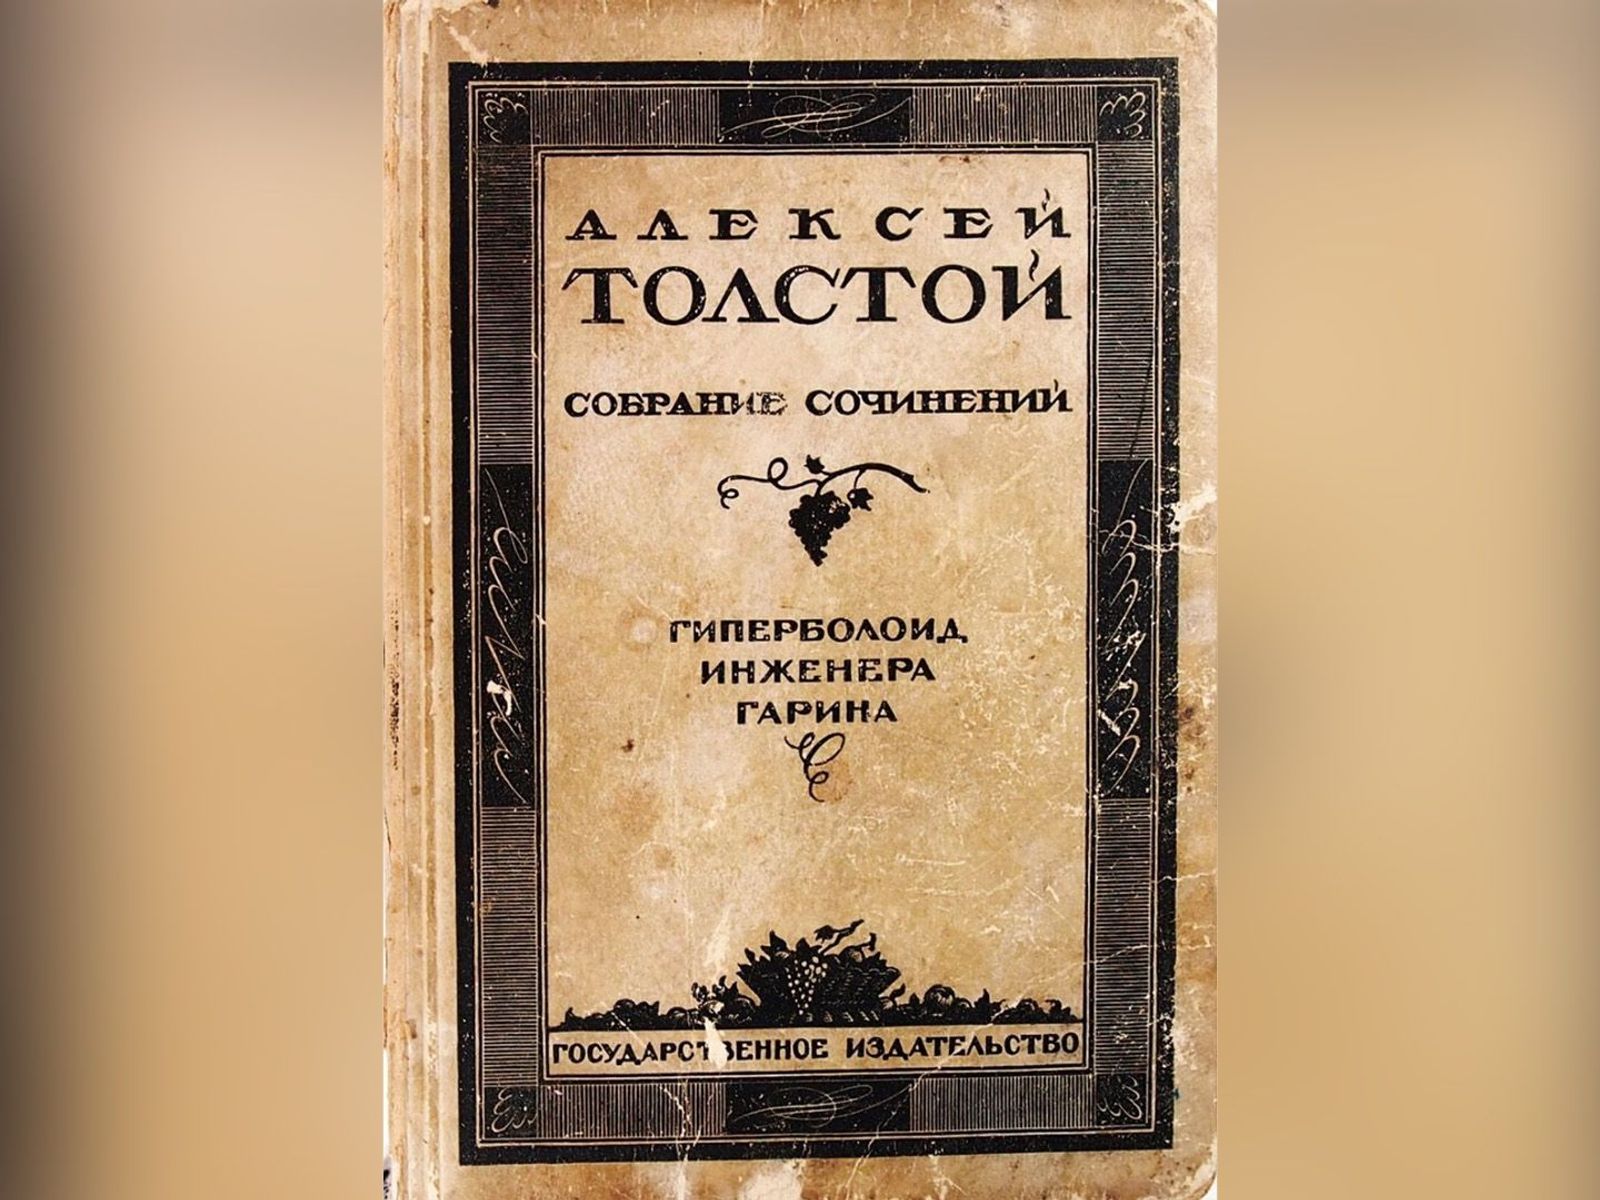 АЛЕКСЕЙ
ТОЛСТОЙ
СОБРАНИЕ СОЧИНЕНИЙ
ГИПЕРБОЛОИД
ИНЖЕНЕРА
ГАРИНА
ГОСУДАРСТВЕННОЕ ИЗДАТЕЛЬСТВО